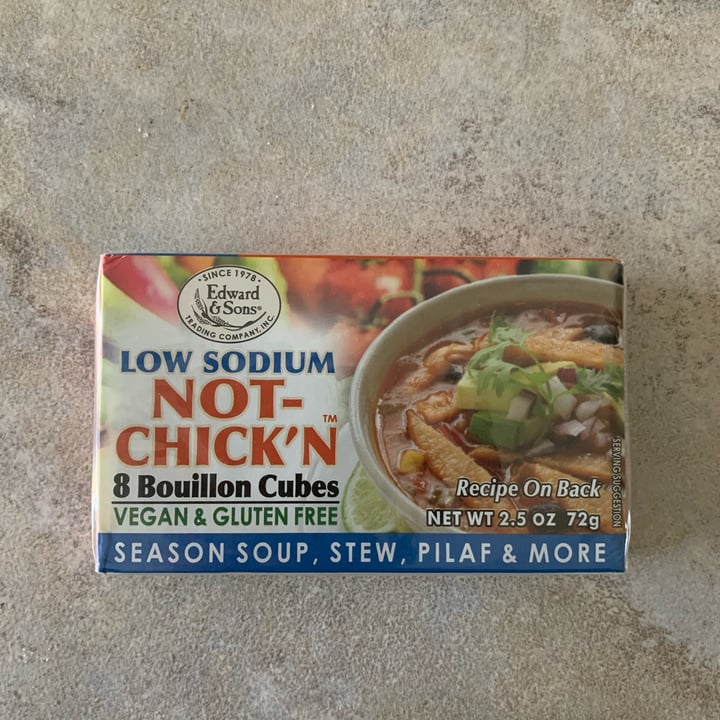 • SINCE 1978 •
Edward
& Sons®
TRADING COMPANY, INC.
LOW SODIUM
NOT-
CHICK'N™
8 Bouillon Cubes
VEGAN & GLUTEN FREE
Recipe On Back
NET WT 2.5 OZ 72g
SERVING SUGGESTION
SEASON SOUP, STEW, PILAF & MORE